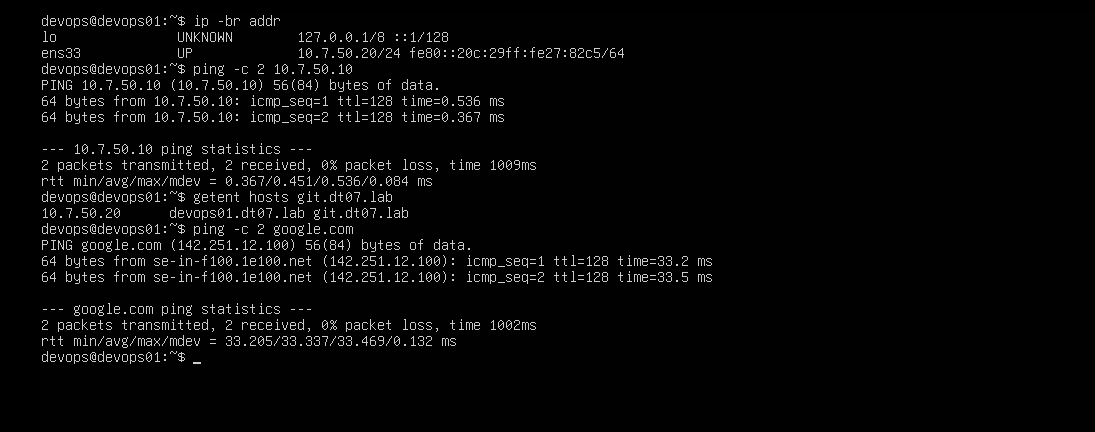 devops@devops01:~$ ip -br addr
lo               UNKNOWN        127.0.0.1/8 ::1/128
ens33            UP             10.7.50.20/24 fe80::20c:29ff:fe27:82c5/64
devops@devops01:~$ ping -c 2 10.7.50.10
PING 10.7.50.10 (10.7.50.10) 56(84) bytes of data.
64 bytes from 10.7.50.10: icmp_seq=1 ttl=128 time=0.536 ms
64 bytes from 10.7.50.10: icmp_seq=2 ttl=128 time=0.367 ms

--- 10.7.50.10 ping statistics ---
2 packets transmitted, 2 received, 0% packet loss, time 1009ms
rtt min/avg/max/mdev = 0.367/0.451/0.536/0.084 ms
devops@devops01:~$ getent hosts git.dt07.lab
10.7.50.20      devops01.dt07.lab git.dt07.lab
devops@devops01:~$ ping -c 2 google.com
PING google.com (142.251.12.100) 56(84) bytes of data.
64 bytes from se-in-f100.1e100.net (142.251.12.100): icmp_seq=1 ttl=128 time=33.2 ms
64 bytes from se-in-f100.1e100.net (142.251.12.100): icmp_seq=2 ttl=128 time=33.5 ms

--- google.com ping statistics ---
2 packets transmitted, 2 received, 0% packet loss, time 1002ms
rtt min/avg/max/mdev = 33.205/33.337/33.469/0.132 ms
devops@devops01:~$ _